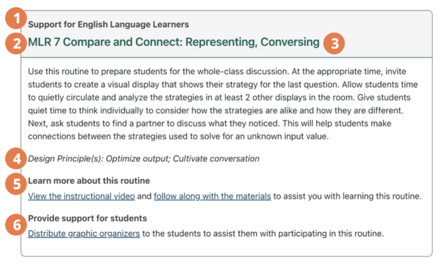 1 Support for English Language Learners
2 MLR 7 Compare and Connect: Representing, Conversing 3
Use this routine to prepare students for the whole-class discussion. At the appropriate time, invite
students to create a visual display that shows their strategy for the last question. Allow students time
to quietly circulate and analyze the strategies in at least 2 other displays in the room. Give students
quiet time to think individually to consider how the strategies are alike and how they are different.
Next, ask students to find a partner to discuss what they noticed. This will help students make
connections between the strategies used to solve for an unknown input value.
4 Design Principle(s): Optimize output; Cultivate conversation
5 Learn more about this routine
View the instructional video and follow along with the materials to assist you with learning this routine.
6 Provide support for students
Distribute graphic organizers to the students to assist them with participating in this routine.